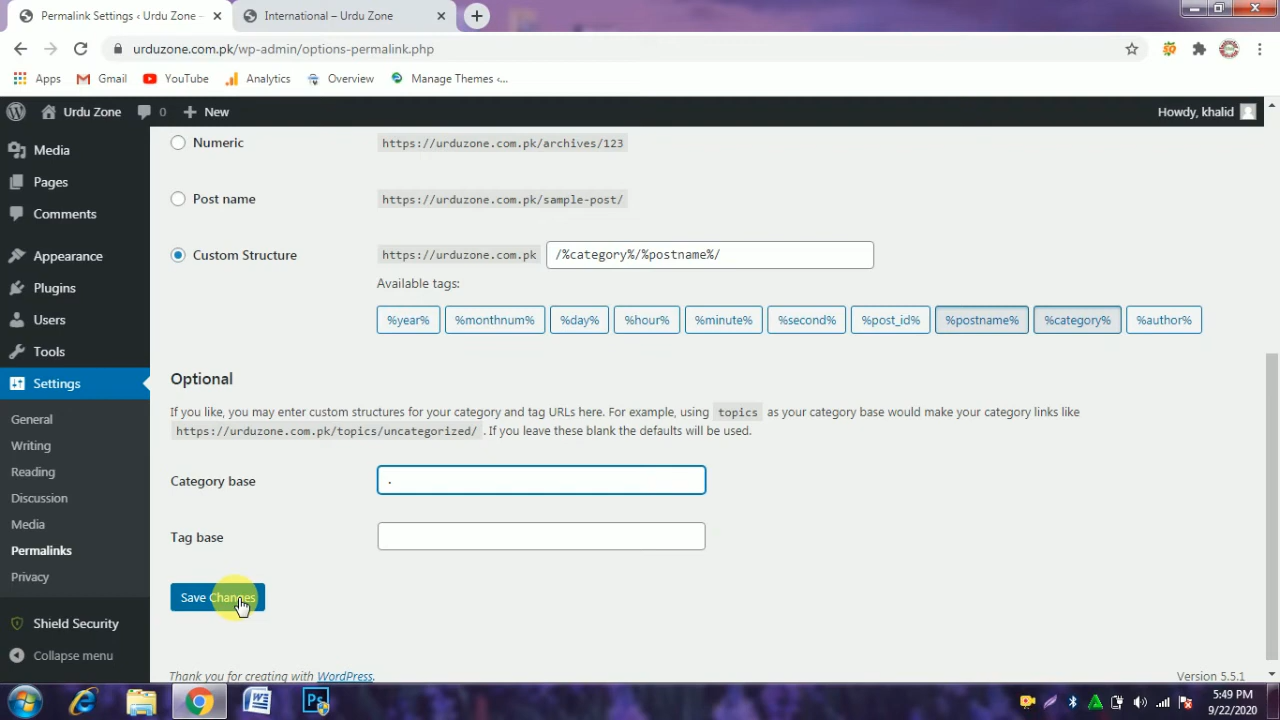 Permalink Settings ‹ Urdu Zone –
International – Urdu Zone
urduzone.com.pk/wp-admin/options-permalink.php
Apps Gmail YouTube Analytics Overview Manage Themes ‹...
Urdu Zone 0 New Howdy, khalid
Media
Pages
Comments
Appearance
Plugins
Users
Tools
Settings
General
Writing
Reading
Discussion
Media
Permalinks
Privacy
Shield Security
Collapse menu
Numeric https://urduzone.com.pk/archives/123
Post name https://urduzone.com.pk/sample-post/
Custom Structure https://urduzone.com.pk /%category%/%postname%/
Available tags:
%year% %monthnum% %day% %hour% %minute% %second% %post_id% %postname% %category% %author%
Optional
If you like, you may enter custom structures for your category and tag URLs here. For example, using topics as your category base would make your category links like
https://urduzone.com.pk/topics/uncategorized/ . If you leave these blank the defaults will be used.
Category base .
Tag base
Save Changes
Thank you for creating with WordPress. Version 5.5.1
5:49 PM
9/22/2020